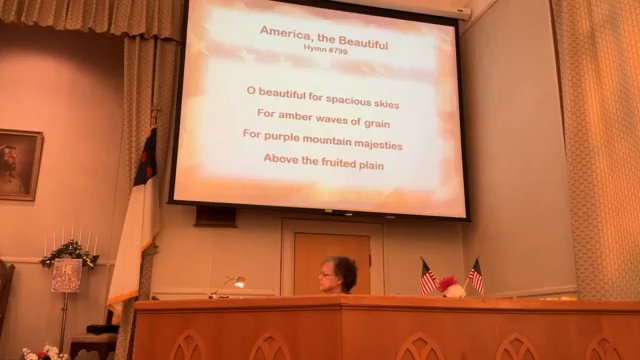 America, the Beautiful
Hymn #799
O beautiful for spacious skies
For amber waves of grain
For purple mountain majesties
Above the fruited plain